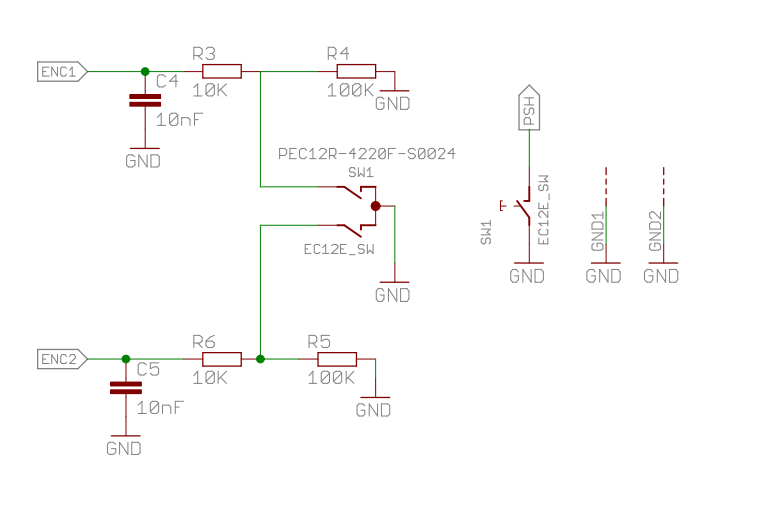 ENC1
R3
10K
C4
10nF
GND
R4
100K
GND
PEC12R-4220F-S0024
SW1
EC12E_SW
GND
PSH
SW1
EC12E_SW
GND
GND1
GND
GND2
GND
ENC2
R6
10K
C5
10nF
GND
R5
100K
GND